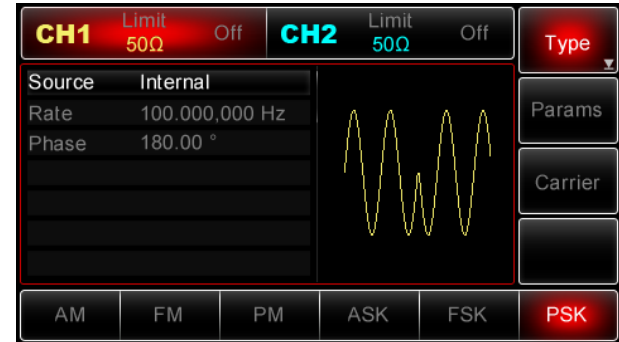 CH1 Limit 50Ω Off CH2 Limit 50Ω Off Type
Source Internal
Rate 100.000,000 Hz
Phase 180.00 °
Params
Carrier
AM FM PM ASK FSK PSK